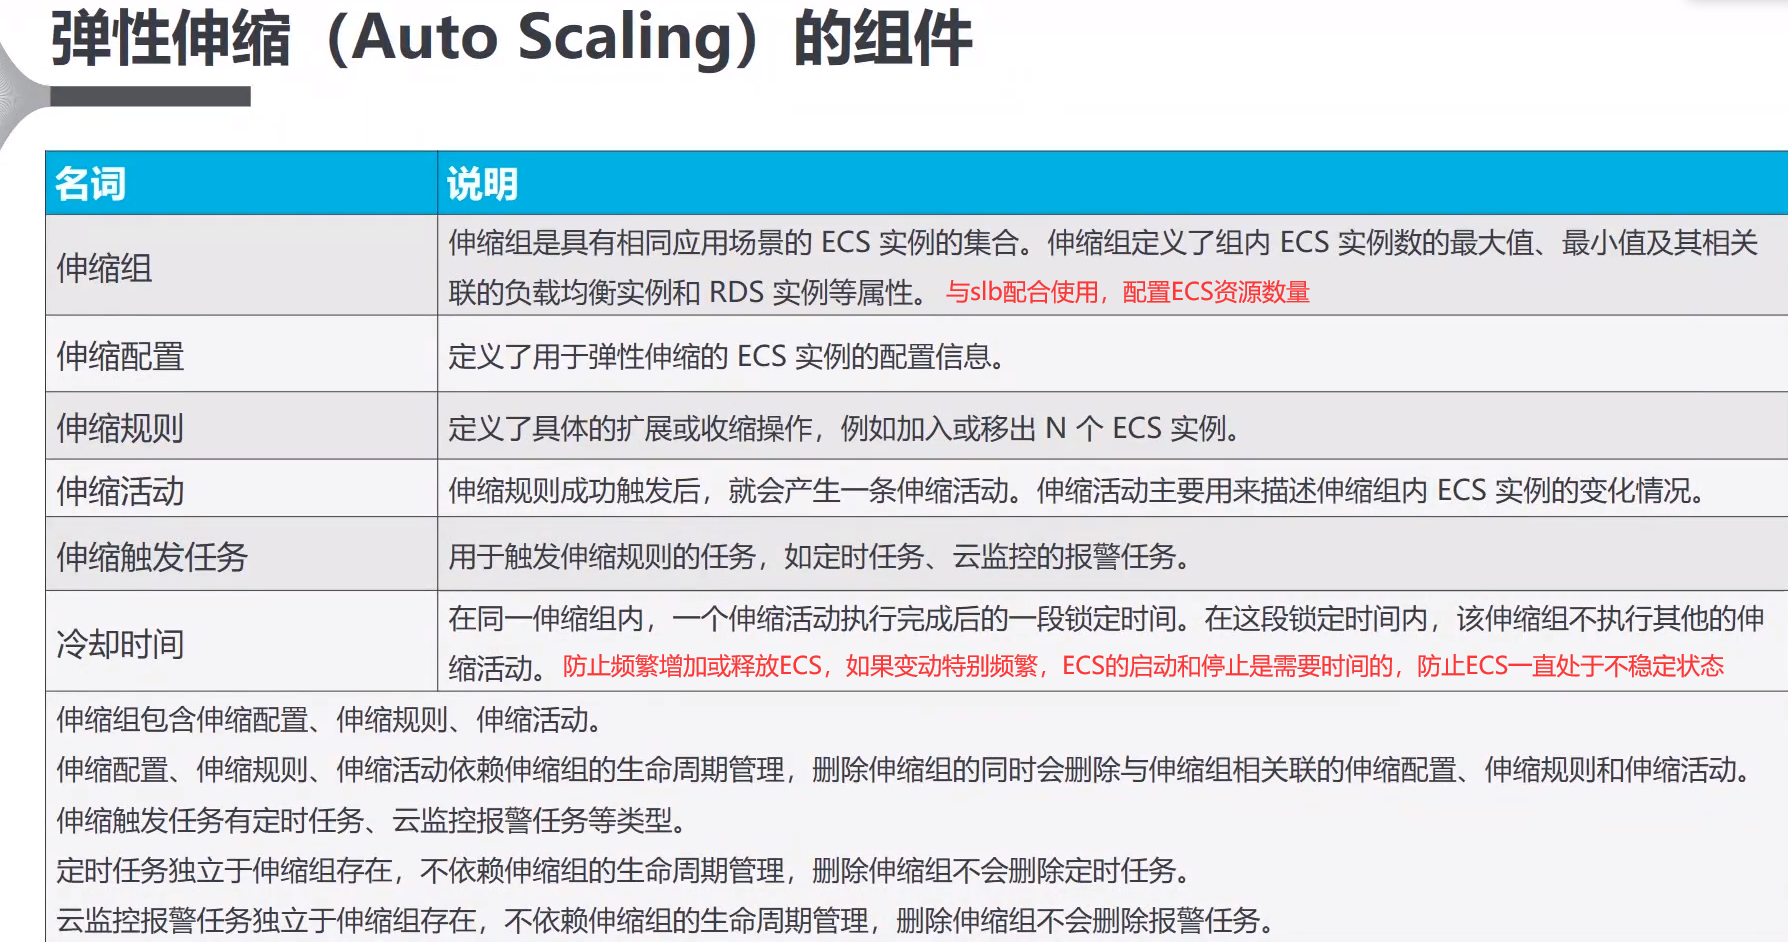 弹性伸缩（Auto Scaling）的组件
名词
说明
伸缩组
伸缩组是具有相同应用场景的 ECS 实例的集合。伸缩组定义了组内 ECS 实例数的最大值、最小值及其相关
联的负载均衡实例和 RDS 实例等属性。 与slb配合使用，配置ECS资源数量
伸缩配置
定义了用于弹性伸缩的 ECS 实例的配置信息。
伸缩规则
定义了具体的扩展或收缩操作，例如加入或移出 N 个 ECS 实例。
伸缩活动
伸缩规则成功触发后，就会产生一条伸缩活动。伸缩活动主要用来描述伸缩组内 ECS 实例的变化情况。
伸缩触发任务
用于触发伸缩规则的任务，如定时任务、云监控的报警任务。
冷却时间
在同一伸缩组内，一个伸缩活动执行完成后的一段锁定时间。在这段锁定时间内，该伸缩组不执行其他的伸
缩活动。 防止频繁增加或释放ECS，如果变动特别频繁，ECS的启动和停止是需要时间的，防止ECS一直处于不稳定状态
伸缩组包含伸缩配置、伸缩规则、伸缩活动。
伸缩配置、伸缩规则、伸缩活动依赖伸缩组的生命周期管理，删除伸缩组的同时会删除与伸缩组相关联的伸缩配置、伸缩规则和伸缩活动。
伸缩触发任务有定时任务、云监控报警任务等类型。
定时任务独立于伸缩组存在，不依赖伸缩组的生命周期管理，删除伸缩组不会删除定时任务。
云监控报警任务独立于伸缩组存在，不依赖伸缩组的生命周期管理，删除伸缩组不会删除报警任务。